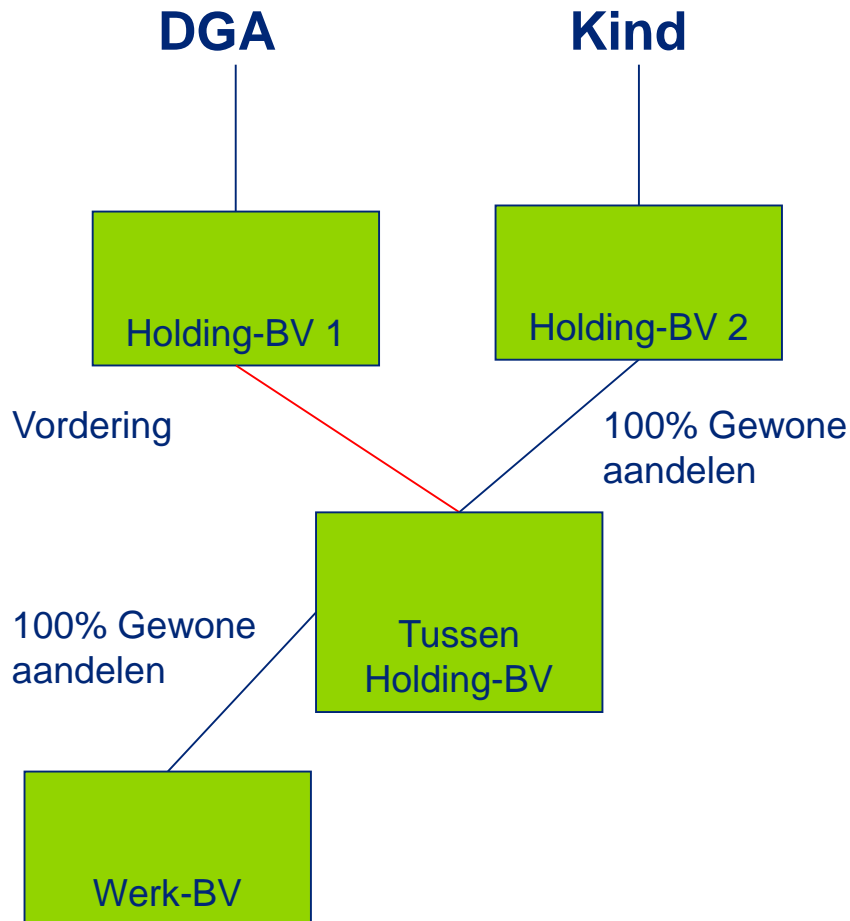 DGA
Kind
Holding-BV 1
Holding-BV 2
Vordering
100% Gewone
aandelen
100% Gewone
aandelen
Tussen
Holding-BV
Werk-BV